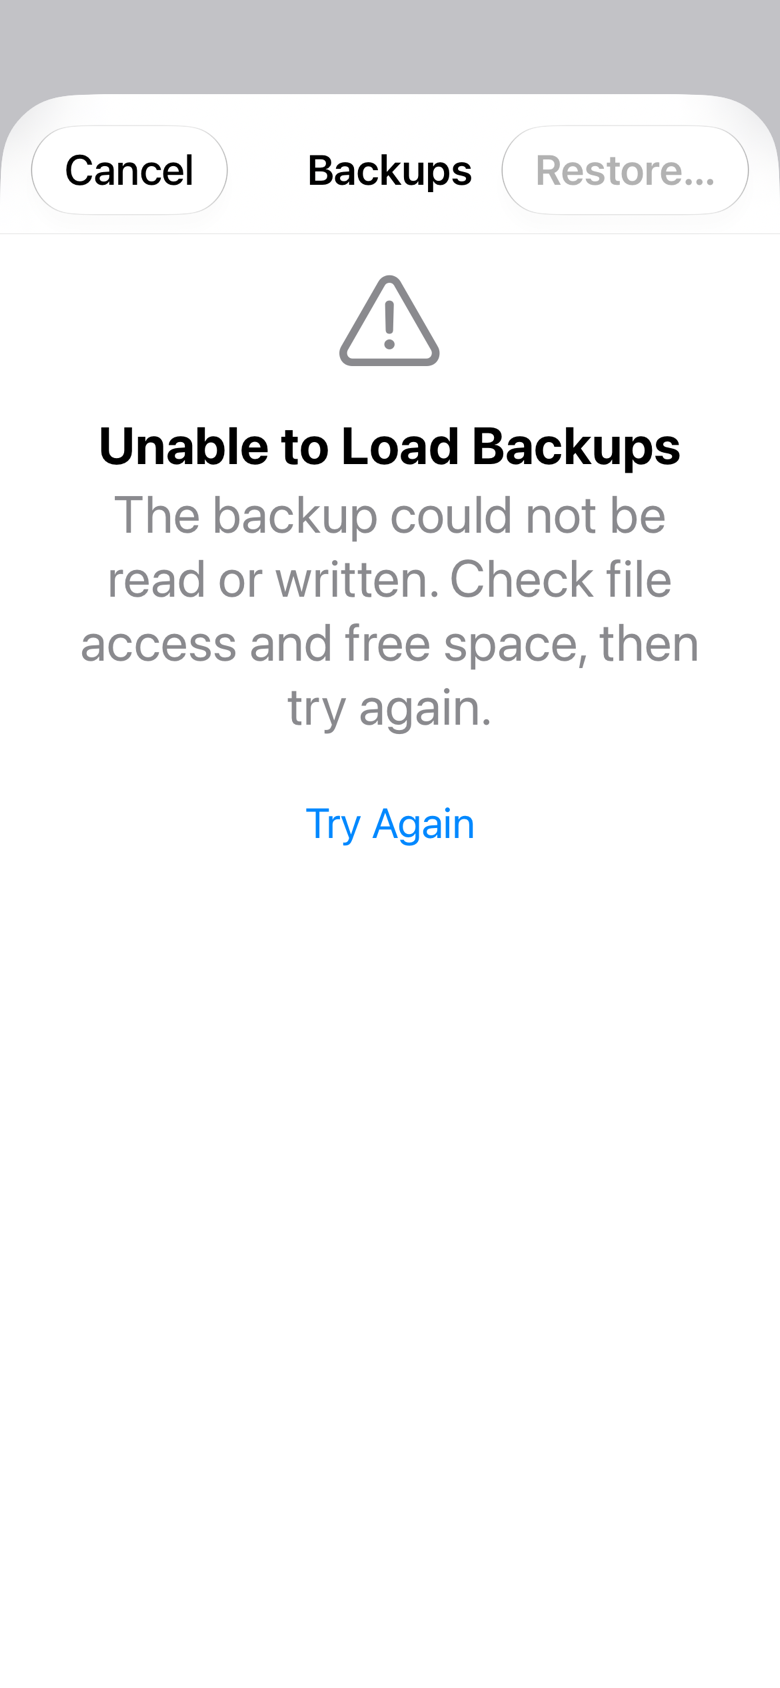 Cancel
Backups
Restore...
Unable to Load Backups
The backup could not be
read or written. Check file
access and free space, then
try again.
Try Again